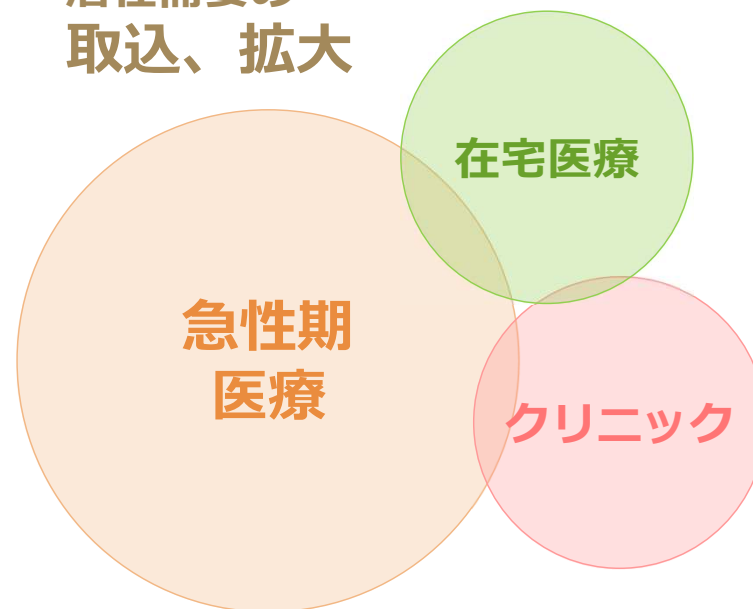 取込、拡大
在宅医療
急性期
医療
クリニック